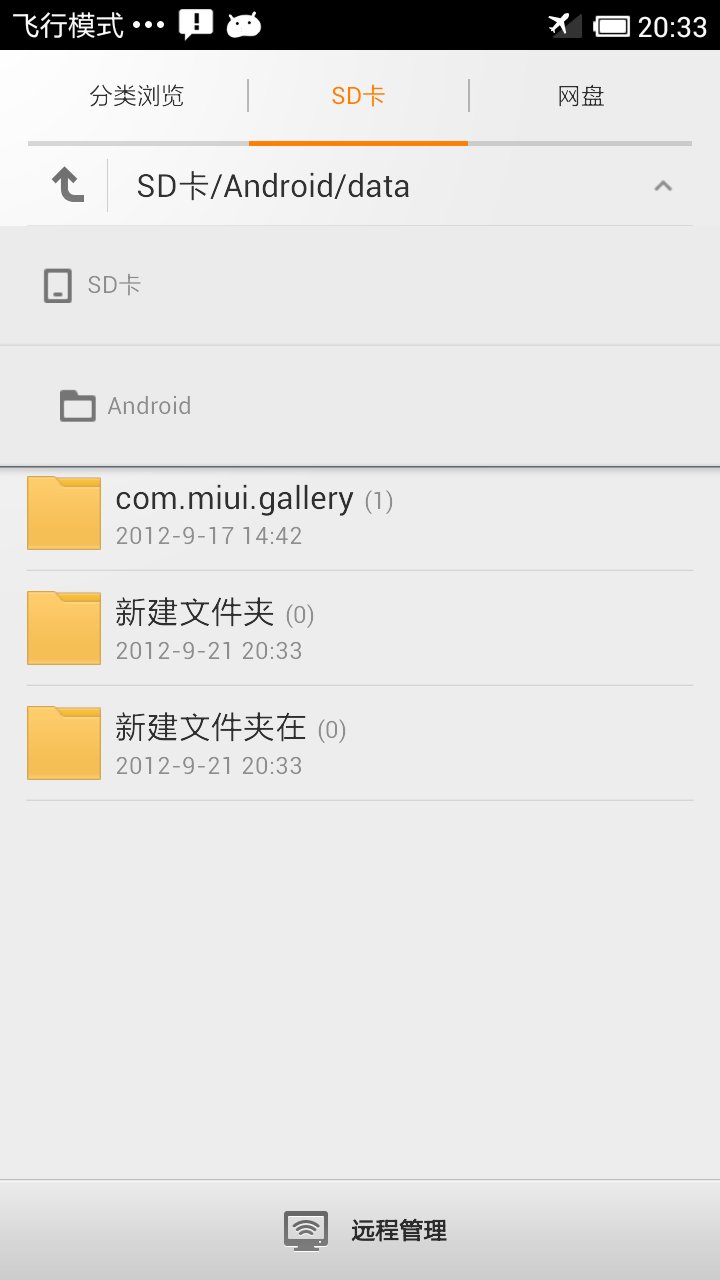 飞行模式 ••• 20:33
分类浏览 SD卡 网盘
SD卡/Android/data
SD卡
Android
com.miui.gallery (1)
2012-9-17 14:42
新建文件夹 (0)
2012-9-21 20:33
新建文件夹在 (0)
2012-9-21 20:33
远程管理